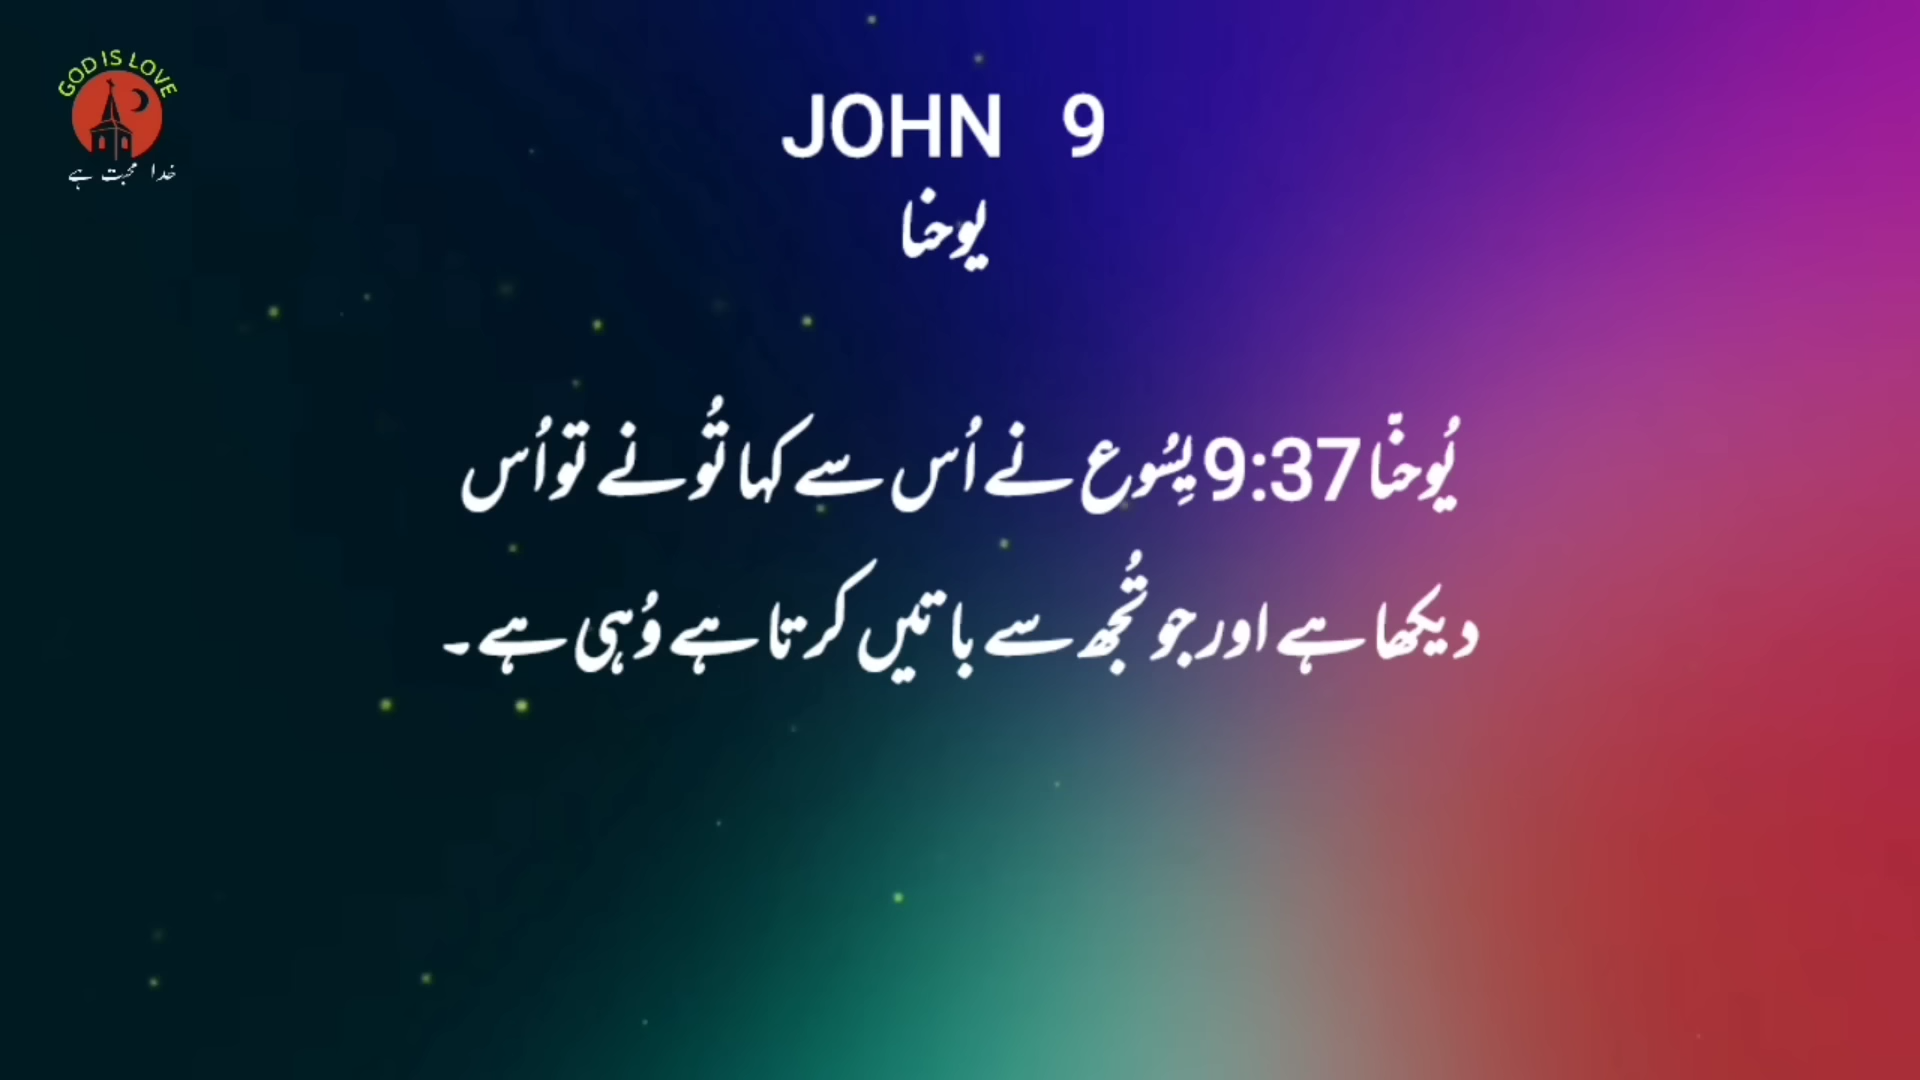 GOD IS LOVE
خدا محبت ہے
JOHN 9
یوحنا
یُوحنّا 9:37 یِسُوع نے اُس سے کہا تُو نے تو اُس
دیکھا ہے اور جو تُجھ سے باتیں کرتا ہے وُہی ہے۔